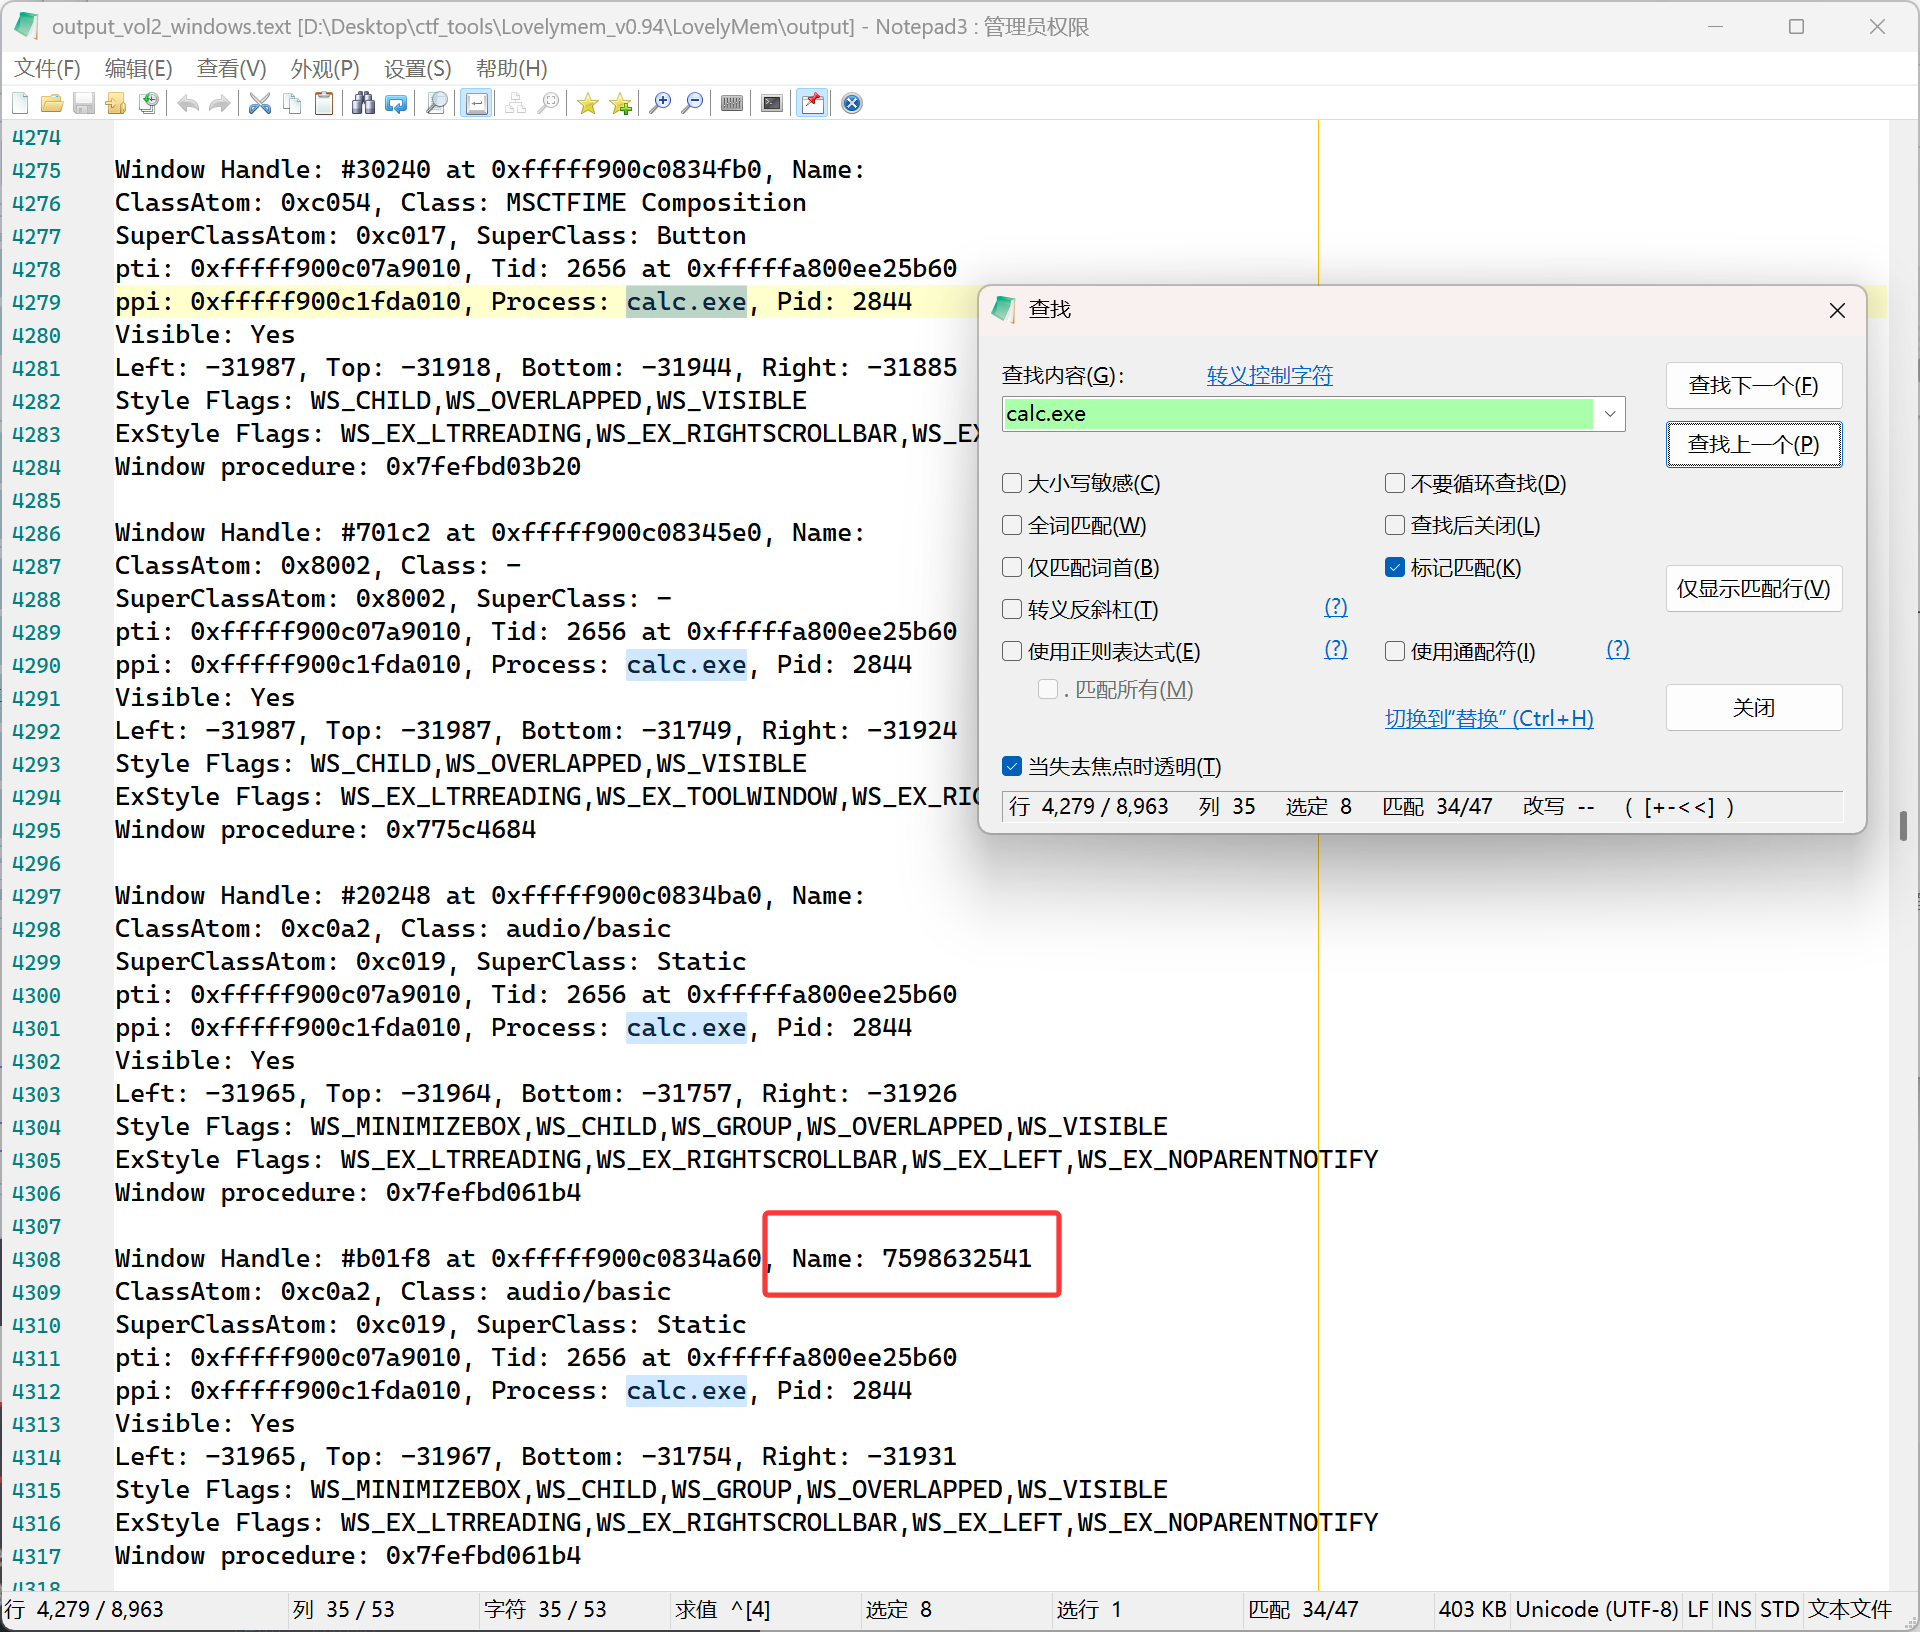 output_vol2_windows.text [D:\Desktop\ctf_tools\Lovelymem_v0.94\LovelyMem\output] - Notepad3 : 管理员权限
文件(F) 编辑(E) 查看(V) 外观(P) 设置(S) 帮助(H)
4274
4275 Window Handle: #30240 at 0xfffff900c0834fb0, Name:
4276 ClassAtom: 0xc054, Class: MSCTFIME Composition
4277 SuperClassAtom: 0xc017, SuperClass: Button
4278 pti: 0xfffff900c07a9010, Tid: 2656 at 0xfffffa800ee25b60
4279 ppi: 0xfffff900c1fda010, Process: calc.exe, Pid: 2844
4280 Visible: Yes
4281 Left: -31987, Top: -31918, Bottom: -31944, Right: -31885
4282 Style Flags: WS_CHILD,WS_OVERLAPPED,WS_VISIBLE
4283 ExStyle Flags: WS_EX_LTRREADING,WS_EX_RIGHTSCROLLBAR,WS_EX
4284 Window procedure: 0x7fefbd03b20
4285
4286 Window Handle: #701c2 at 0xfffff900c08345e0, Name:
4287 ClassAtom: 0x8002, Class: -
4288 SuperClassAtom: 0x8002, SuperClass: -
4289 pti: 0xfffff900c07a9010, Tid: 2656 at 0xfffffa800ee25b60
4290 ppi: 0xfffff900c1fda010, Process: calc.exe, Pid: 2844
4291 Visible: Yes
4292 Left: -31987, Top: -31987, Bottom: -31749, Right: -31924
4293 Style Flags: WS_CHILD,WS_OVERLAPPED,WS_VISIBLE
4294 ExStyle Flags: WS_EX_LTRREADING,WS_EX_TOOLWINDOW,WS_EX_RIG
4295 Window procedure: 0x775c4684
4296
4297 Window Handle: #20248 at 0xfffff900c0834ba0, Name:
4298 ClassAtom: 0xc0a2, Class: audio/basic
4299 SuperClassAtom: 0xc019, SuperClass: Static
4300 pti: 0xfffff900c07a9010, Tid: 2656 at 0xfffffa800ee25b60
4301 ppi: 0xfffff900c1fda010, Process: calc.exe, Pid: 2844
4302 Visible: Yes
4303 Left: -31965, Top: -31964, Bottom: -31757, Right: -31926
4304 Style Flags: WS_MINIMIZEBOX,WS_CHILD,WS_GROUP,WS_OVERLAPPED,WS_VISIBLE
4305 ExStyle Flags: WS_EX_LTRREADING,WS_EX_RIGHTSCROLLBAR,WS_EX_LEFT,WS_EX_NOPARENTNOTIFY
4306 Window procedure: 0x7fefbd061b4
4307
4308 Window Handle: #b01f8 at 0xfffff900c0834a60, Name: 7598632541
4309 ClassAtom: 0xc0a2, Class: audio/basic
4310 SuperClassAtom: 0xc019, SuperClass: Static
4311 pti: 0xfffff900c07a9010, Tid: 2656 at 0xfffffa800ee25b60
4312 ppi: 0xfffff900c1fda010, Process: calc.exe, Pid: 2844
4313 Visible: Yes
4314 Left: -31965, Top: -31967, Bottom: -31754, Right: -31931
4315 Style Flags: WS_MINIMIZEBOX,WS_CHILD,WS_GROUP,WS_OVERLAPPED,WS_VISIBLE
4316 ExStyle Flags: WS_EX_LTRREADING,WS_EX_RIGHTSCROLLBAR,WS_EX_LEFT,WS_EX_NOPARENTNOTIFY
4317 Window procedure: 0x7fefbd061b4
4318
查找
查找内容(G): 转义控制字符
查找下一个(F)
calc.exe
查找上一个(P)
大小写敏感(C) 不要循环查找(D)
全词匹配(W) 查找后关闭(L)
仅匹配词首(B) 标记匹配(K)
仅显示匹配行(V)
转义反斜杠(T) (?)
使用正则表达式(E) (?) 使用通配符(I) (?)
. 匹配所有(M)
关闭
切换到“替换” (Ctrl+H)
当失去焦点时透明(T)
行 4,279 / 8,963 列 35 选定 8 匹配 34/47 改写 -- ( [+-<<] )
行 4,279 / 8,963 列 35 / 53 字符 35 / 53 求值 ^[4] 选定 8 选行 1 匹配 34/47 403 KB Unicode (UTF-8) LF INS STD 文本文件